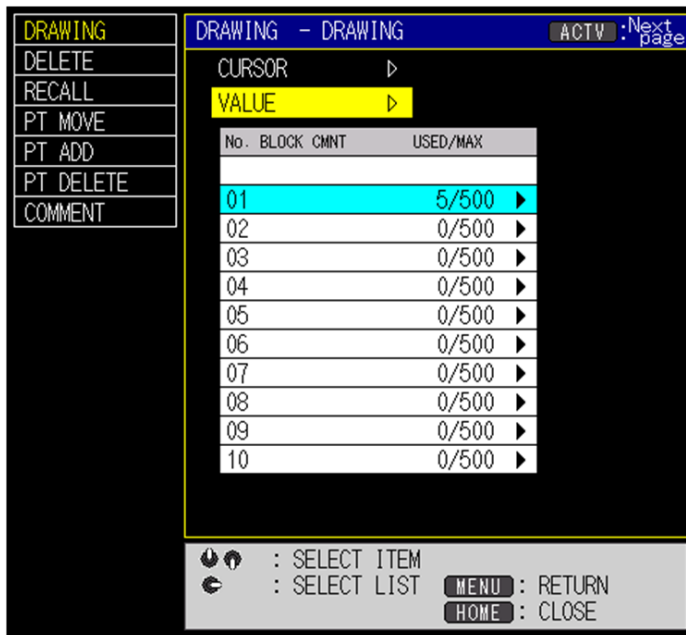 DRAWING
DELETE
RECALL
PT MOVE
PT ADD
PT DELETE
COMMENT
DRAWING - DRAWING
ACTV : Next page
CURSOR ▷
VALUE ▷
No. BLOCK CMNT USED/MAX
01 5/500 ▶
02 0/500 ▶
03 0/500 ▶
04 0/500 ▶
05 0/500 ▶
06 0/500 ▶
07 0/500 ▶
08 0/500 ▶
09 0/500 ▶
10 0/500 ▶
: SELECT ITEM
: SELECT LIST MENU : RETURN
HOME : CLOSE